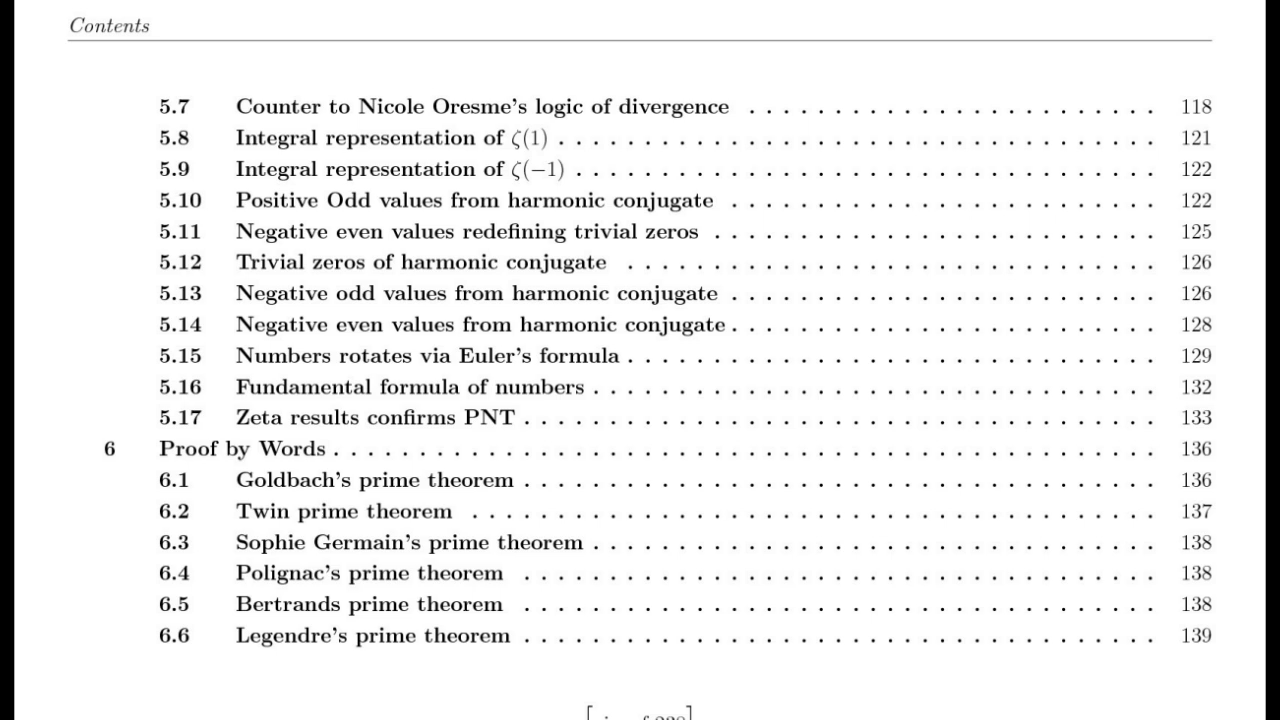 Contents
5.7 Counter to Nicole Oresme's logic of divergence . . . . . . . . . . . . . . . . . . . . . . . . 118
5.8 Integral representation of ζ(1) . . . . . . . . . . . . . . . . . . . . . . . . . . . . . . . . . . . 121
5.9 Integral representation of ζ(−1) . . . . . . . . . . . . . . . . . . . . . . . . . . . . . . . . . . 122
5.10 Positive Odd values from harmonic conjugate . . . . . . . . . . . . . . . . . . . . . . . . . 122
5.11 Negative even values redefining trivial zeros . . . . . . . . . . . . . . . . . . . . . . . . . . 125
5.12 Trivial zeros of harmonic conjugate . . . . . . . . . . . . . . . . . . . . . . . . . . . . . . . 126
5.13 Negative odd values from harmonic conjugate . . . . . . . . . . . . . . . . . . . . . . . . . 126
5.14 Negative even values from harmonic conjugate . . . . . . . . . . . . . . . . . . . . . . . . . 128
5.15 Numbers rotates via Euler's formula . . . . . . . . . . . . . . . . . . . . . . . . . . . . . . . 129
5.16 Fundamental formula of numbers . . . . . . . . . . . . . . . . . . . . . . . . . . . . . . . . . 132
5.17 Zeta results confirms PNT . . . . . . . . . . . . . . . . . . . . . . . . . . . . . . . . . . . . . 133
6 Proof by Words . . . . . . . . . . . . . . . . . . . . . . . . . . . . . . . . . . . . . . . . . . . . . . . . 136
6.1 Goldbach's prime theorem . . . . . . . . . . . . . . . . . . . . . . . . . . . . . . . . . . . . . 136
6.2 Twin prime theorem . . . . . . . . . . . . . . . . . . . . . . . . . . . . . . . . . . . . . . . . 137
6.3 Sophie Germain's prime theorem . . . . . . . . . . . . . . . . . . . . . . . . . . . . . . . . . 138
6.4 Polignac's prime theorem . . . . . . . . . . . . . . . . . . . . . . . . . . . . . . . . . . . . . 138
6.5 Bertrands prime theorem . . . . . . . . . . . . . . . . . . . . . . . . . . . . . . . . . . . . . 138
6.6 Legendre's prime theorem . . . . . . . . . . . . . . . . . . . . . . . . . . . . . . . . . . . . . 139